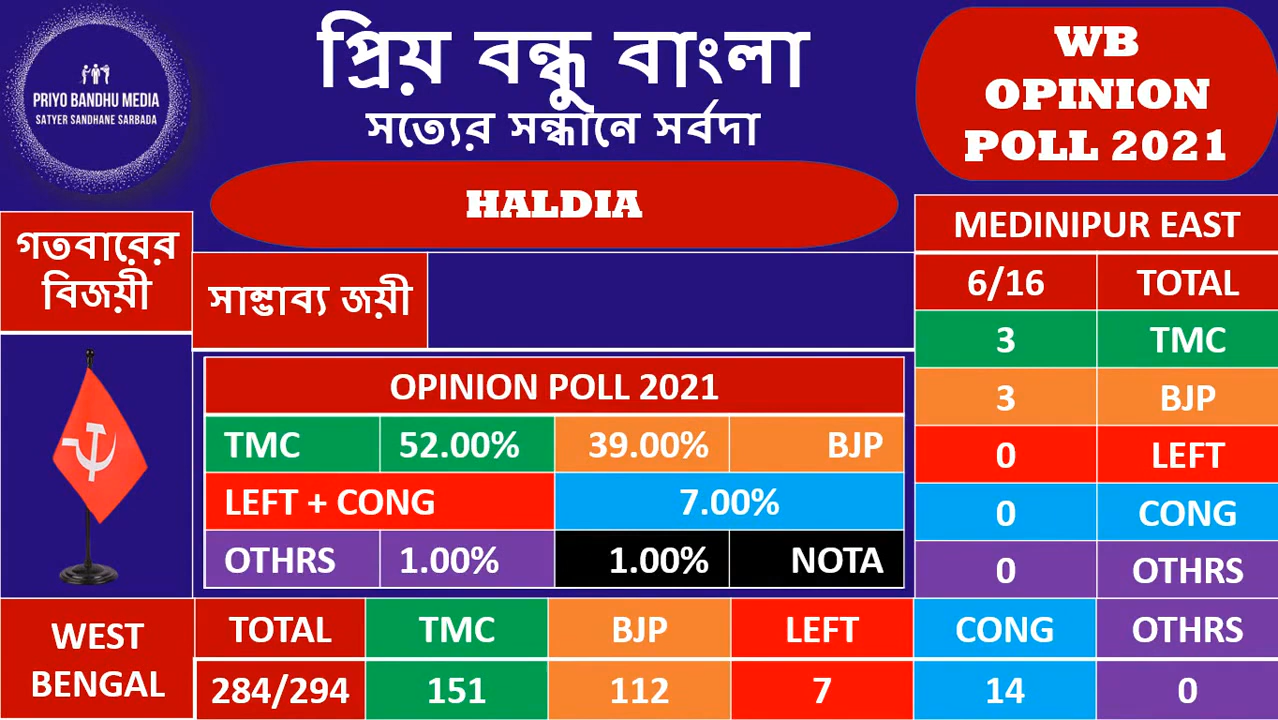 PRIYO BANDHU MEDIA
SATYER SANDHANE SARBADA
প্রিয় বন্ধু বাংলা
সত্যের সন্ধানে সর্বদা
WB
OPINION
POLL 2021
HALDIA
গতবারের
বিজয়ী
সাম্ভাব্য জয়ী
MEDINIPUR EAST
6/16 TOTAL
3 TMC
3 BJP
0 LEFT
0 CONG
0 OTHRS
OPINION POLL 2021
TMC 52.00% 39.00% BJP
LEFT + CONG 7.00%
OTHRS 1.00% 1.00% NOTA
WEST
BENGAL
TOTAL TMC BJP LEFT CONG OTHRS
284/294 151 112 7 14 0